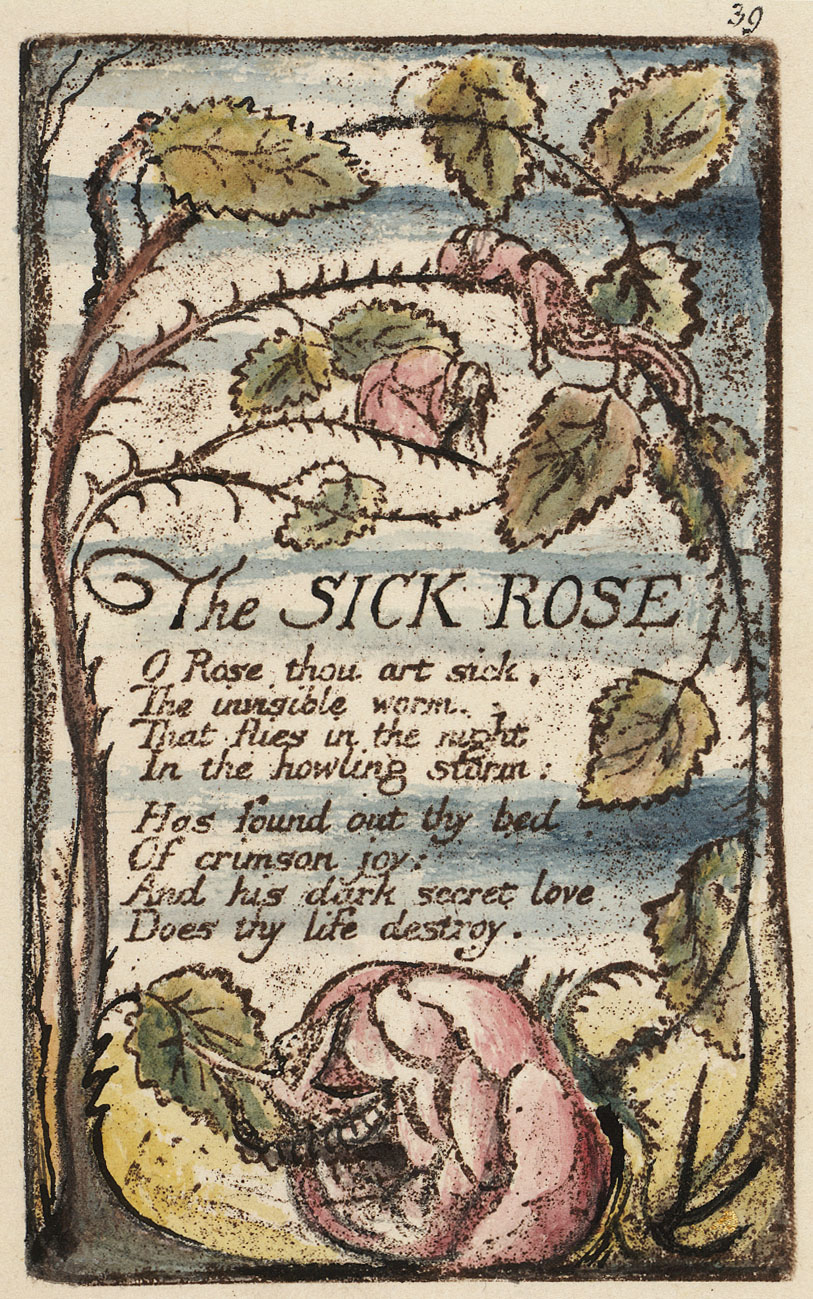 39
The SICK ROSE
O Rose thou art sick.
The invisible worm.
That flies in the night
In the howling storm:
Has found out thy bed
Of crimson joy:
And his dark secret love
Does thy life destroy.